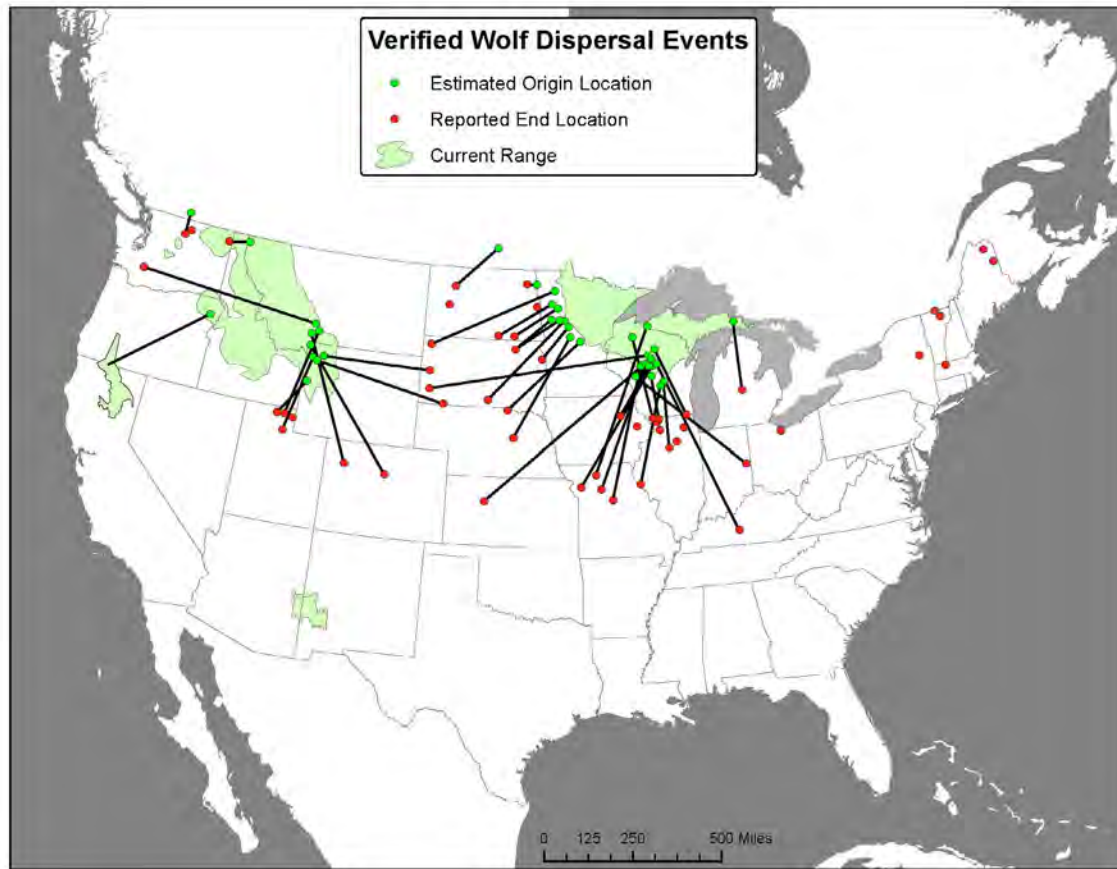 Verified Wolf Dispersal Events
Estimated Origin Location
Reported End Location
Current Range
0 125 250 500 Miles